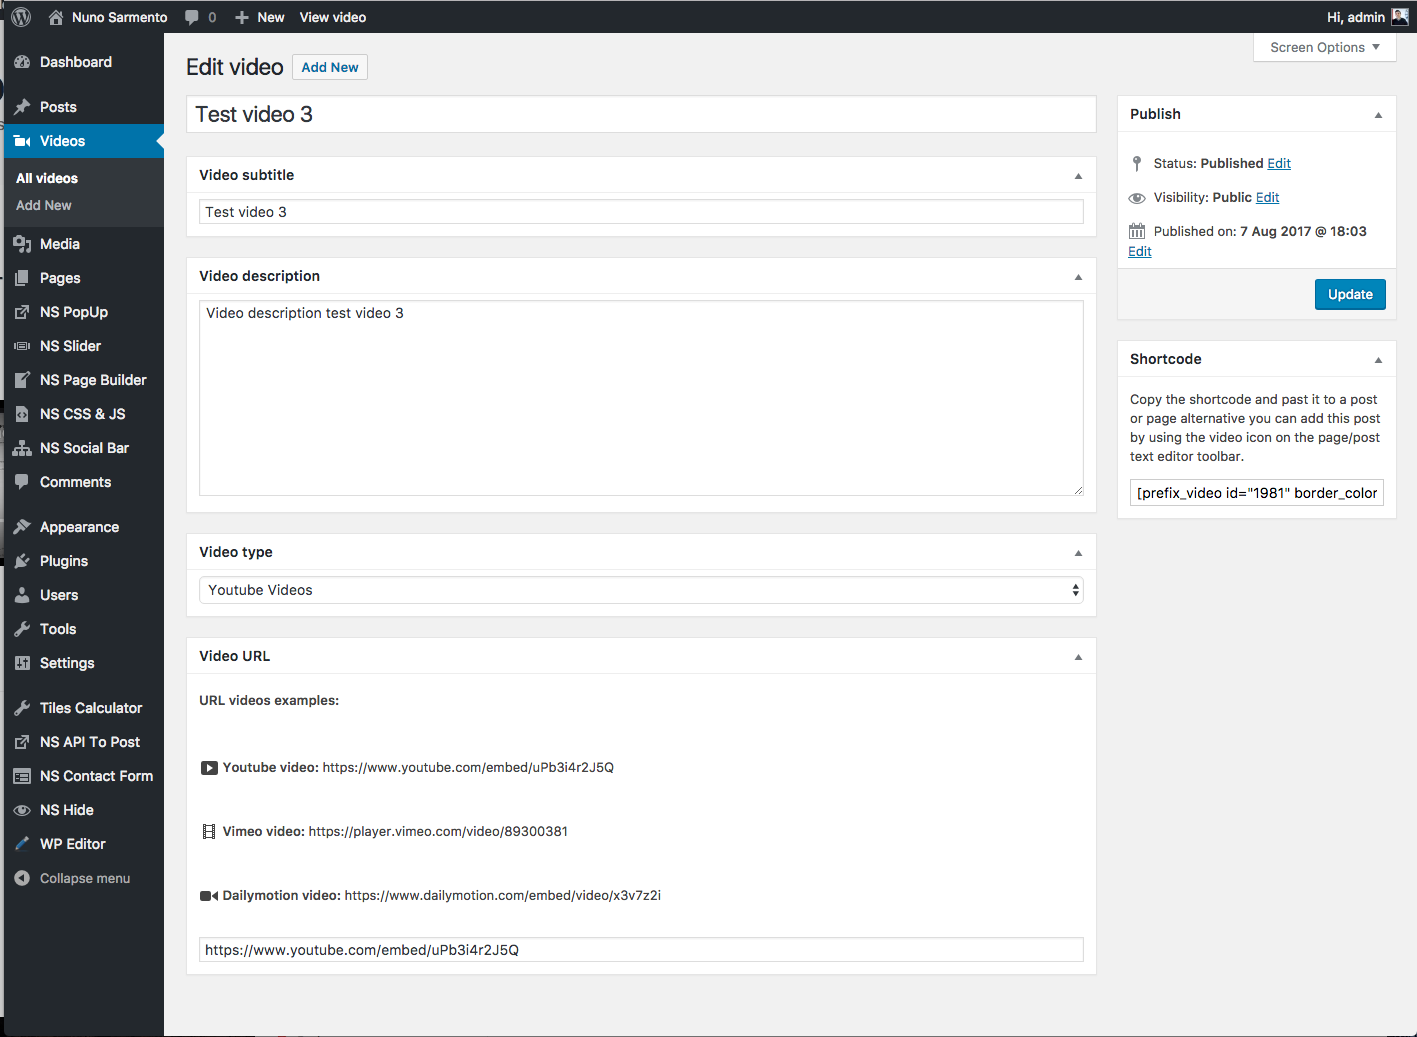 Nuno Sarmento 0 New View video Hi, admin
Screen Options
Dashboard
Posts
Videos
All videos
Add New
Media
Pages
NS PopUp
NS Slider
NS Page Builder
NS CSS & JS
NS Social Bar
Comments
Appearance
Plugins
Users
Tools
Settings
Tiles Calculator
NS API To Post
NS Contact Form
NS Hide
WP Editor
Collapse menu
Edit video Add New
Test video 3
Video subtitle
Test video 3
Video description
Video description test video 3
Video type
Youtube Videos
Video URL
URL videos examples:
Youtube video: https://www.youtube.com/embed/uPb3i4r2J5Q
Vimeo video: https://player.vimeo.com/video/89300381
Dailymotion video: https://www.dailymotion.com/embed/video/x3v7z2i
https://www.youtube.com/embed/uPb3i4r2J5Q
Publish
Status: Published Edit
Visibility: Public Edit
Published on: 7 Aug 2017 @ 18:03
Edit
Update
Shortcode
Copy the shortcode and past it to a post
or page alternative you can add this post
by using the video icon on the page/post
text editor toolbar.
[prefix_video id="1981" border_color